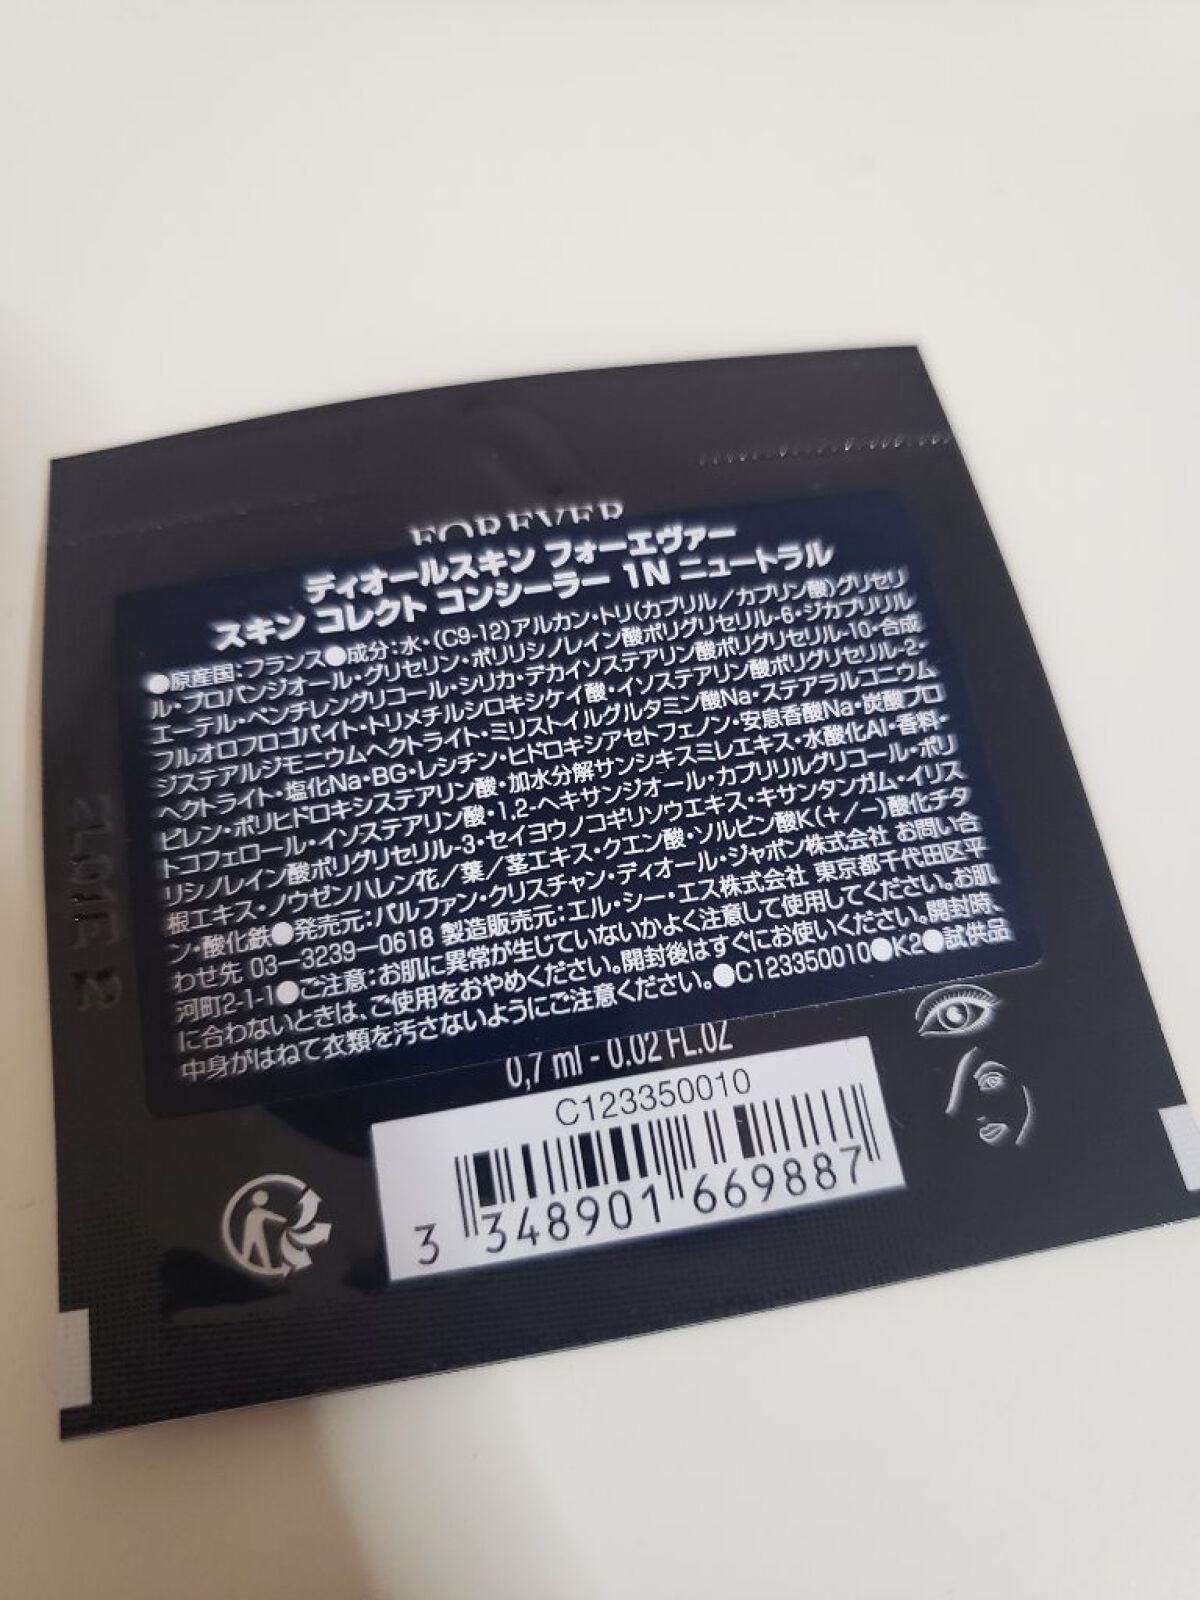 FOREVER
ディオールスキン フォーエヴァー
スキン コレクト コンシーラー 1N ニュートラル
●原産国：フランス●成分：水・(C9-12)アルカン・トリ(カプリル／カプリン酸)グリセリ
ル・プロパンジオール・グリセリン・ポリリシノレイン酸ポリグリセリル-6・ジカプリリル
エーテル・ペンチレングリコール・シリカ・デカイソステアリン酸ポリグリセリル-10・合成
フルオロフロゴパイト・トリメチルシロキシケイ酸・イソステアリン酸ポリグリセリル-2・
ジステアルジモニウムヘクトライト・ミリストイルグルタミン酸Na・ステアラルコニウム
ヘクトライト・塩化Na・BG・レシチン・ヒドロキシアセトフェノン・安息香酸Na・炭酸プロ
ピレン・ポリヒドロキシステアリン酸・加水分解サンシキスミレエキス・水酸化Al・香料・
トコフェロール・イソステアリン酸・1,2-ヘキサンジオール・カプリリルグリコール・ポリ
リシノレイン酸ポリグリセリル-3・セイヨウノコギリソウエキス・キサンタンガム・イリス
根エキス・ノウゼンハレン花／葉／茎エキス・クエン酸・ソルビン酸K(＋/－)酸化チタ
ン・酸化鉄●発売元：パルファン・クリスチャン・ディオール・ジャポン株式会社 お問い合
わせ先 03―3239―0618 製造販売元：エル・シー・エス株式会社 東京都千代田区平
河町2-1-1●ご注意：お肌に異常が生じていないかよく注意して使用してください。お肌
に合わないときは、ご使用をおやめください。開封後はすぐにお使いください。開封時、
中身がはねて衣類を汚さないようにご注意ください。●C123350010●K2●試供品
0,7 ml - 0.02 FL.OZ
C123350010
3 348901 669887